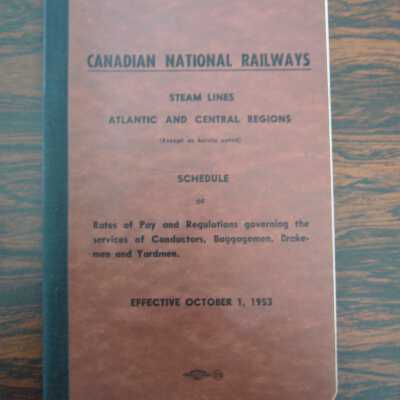 CANADIAN NATIONAL RAILWAYS
STEAM LINES
ATLANTIC AND CENTRAL REGIONS
(Except as herein noted)
SCHEDULE
OF
Rates of Pay and Regulations governing the
services of Conductors, Baggagemen, Brake-
men and Yardmen.
EFFECTIVE OCTOBER 1, 1953